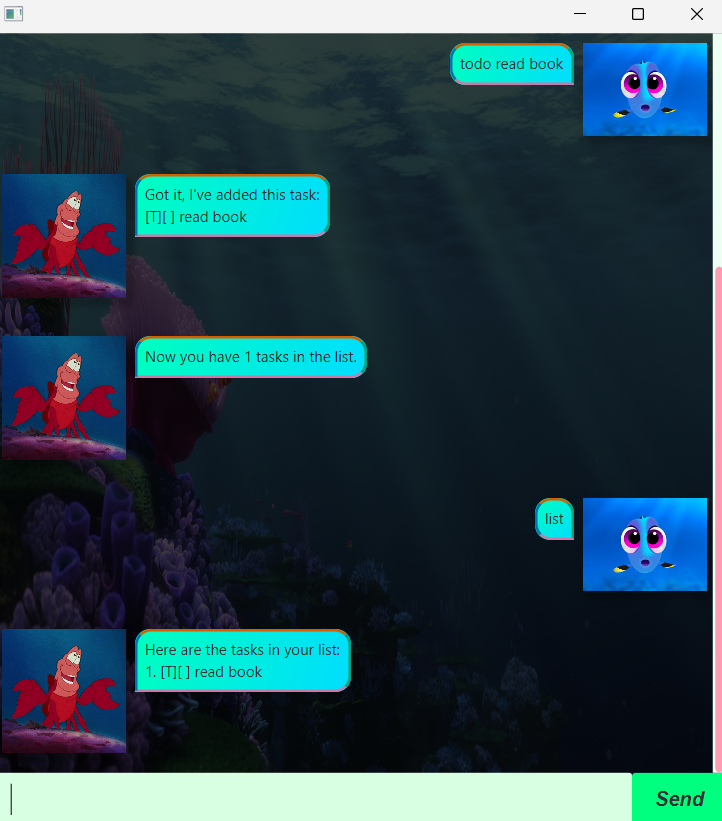 todo read book
Got it, I've added this task:
[T][ ] read book
Now you have 1 tasks in the list.
list
Here are the tasks in your list:
1. [T][ ] read book
Send